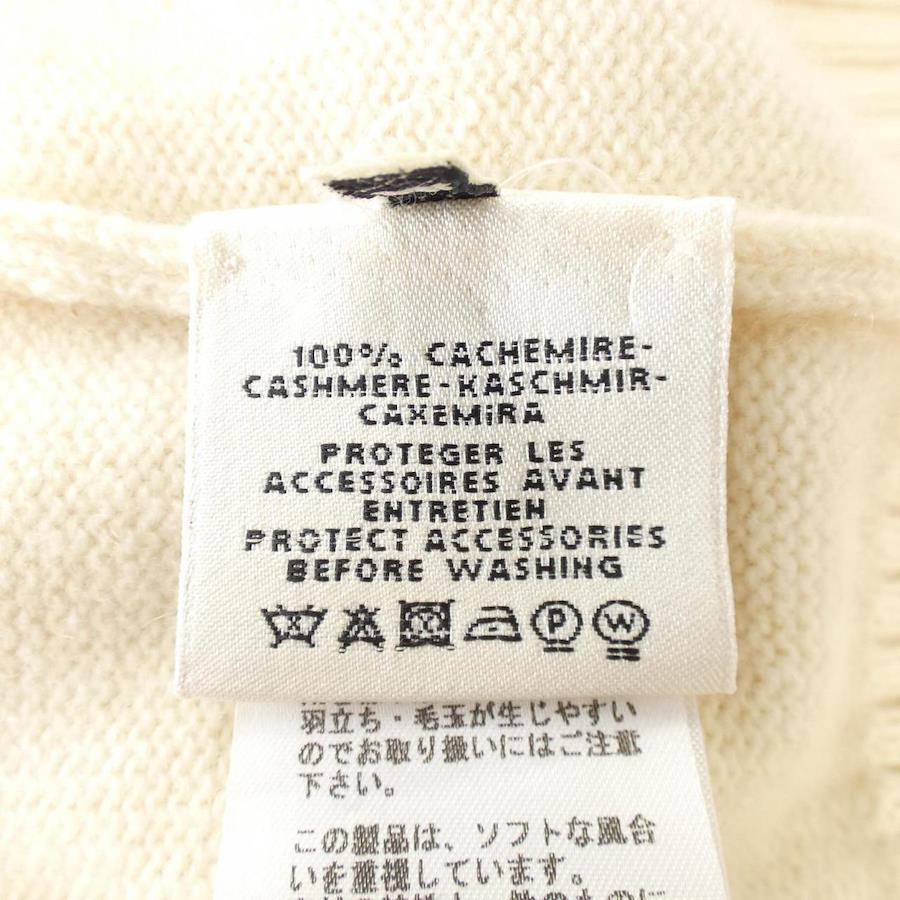 100% CACHEMIRE-
CASHMERE-KASCHMIR-
CAXEMiRA
PROTEGER LES
ACCESSOIRES AVANT
ENTRETIEN
PROTECT ACCESSORIES
BEFORE WASHING
P W
羽立ち・毛玉が生じやすい
のでお取り扱いにはご注意
下さい。
この製品は、ソフトな風合
いを重視しています。